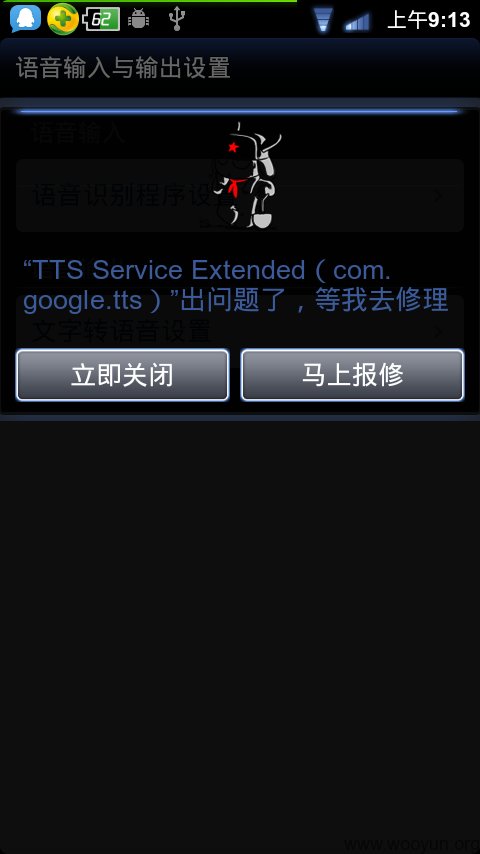 62
上午9:13
语音输入与输出设置
语音输入
语音识别程序设置
“TTS Service Extended（com.
google.tts）”出问题了，等我去修理
文字转语音设置
立即关闭
马上报修
www.wooyun.org